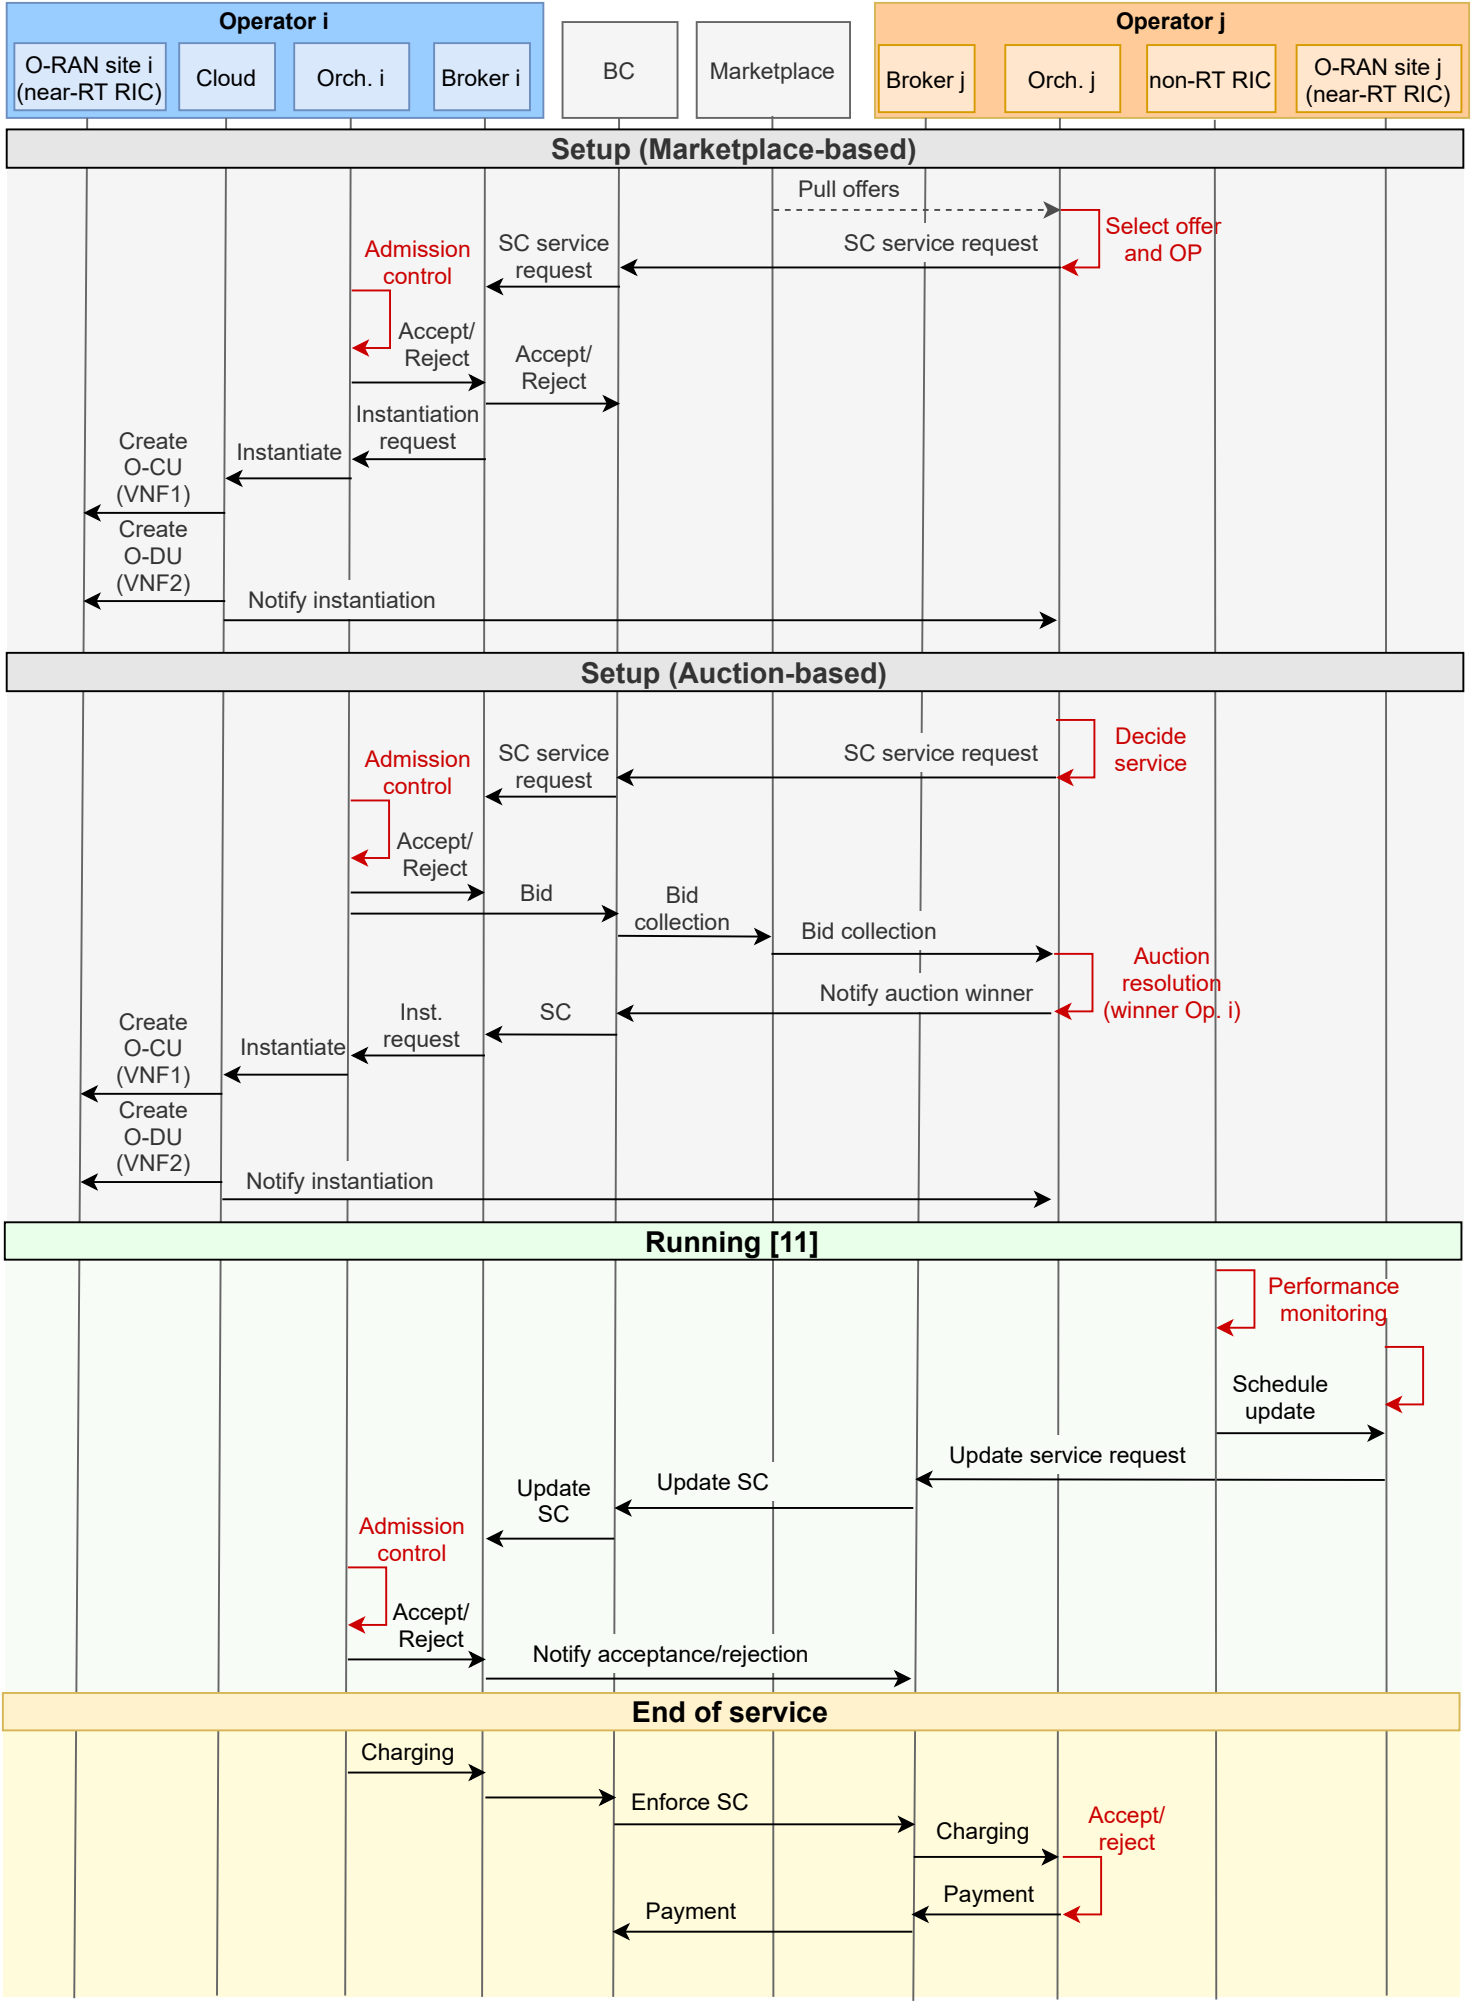 Operator i
Operator j
O-RAN site i
(near-RT RIC)
Cloud
Orch. i
Broker i
BC
Marketplace
Broker j
Orch. j
non-RT RIC
O-RAN site j
(near-RT RIC)
Setup (Marketplace-based)
Pull offers
Select offer
and OP
SC service request
SC service
request
Admission
control
Accept/
Reject
Accept/
Reject
Instantiation
request
Instantiate
Create
O-CU
(VNF1)
Create
O-DU
(VNF2)
Notify instantiation
Setup (Auction-based)
Decide
service
SC service request
SC service
request
Admission
control
Accept/
Reject
Bid
Bid
collection
Bid collection
Auction
resolution
(winner Op. i)
Notify auction winner
SC
Inst.
request
Instantiate
Create
O-CU
(VNF1)
Create
O-DU
(VNF2)
Notify instantiation
Running [11]
Performance
monitoring
Schedule
update
Update service request
Update SC
Update
SC
Admission
control
Accept/
Reject
Notify acceptance/rejection
End of service
Charging
Enforce SC
Charging
Accept/
reject
Payment
Payment